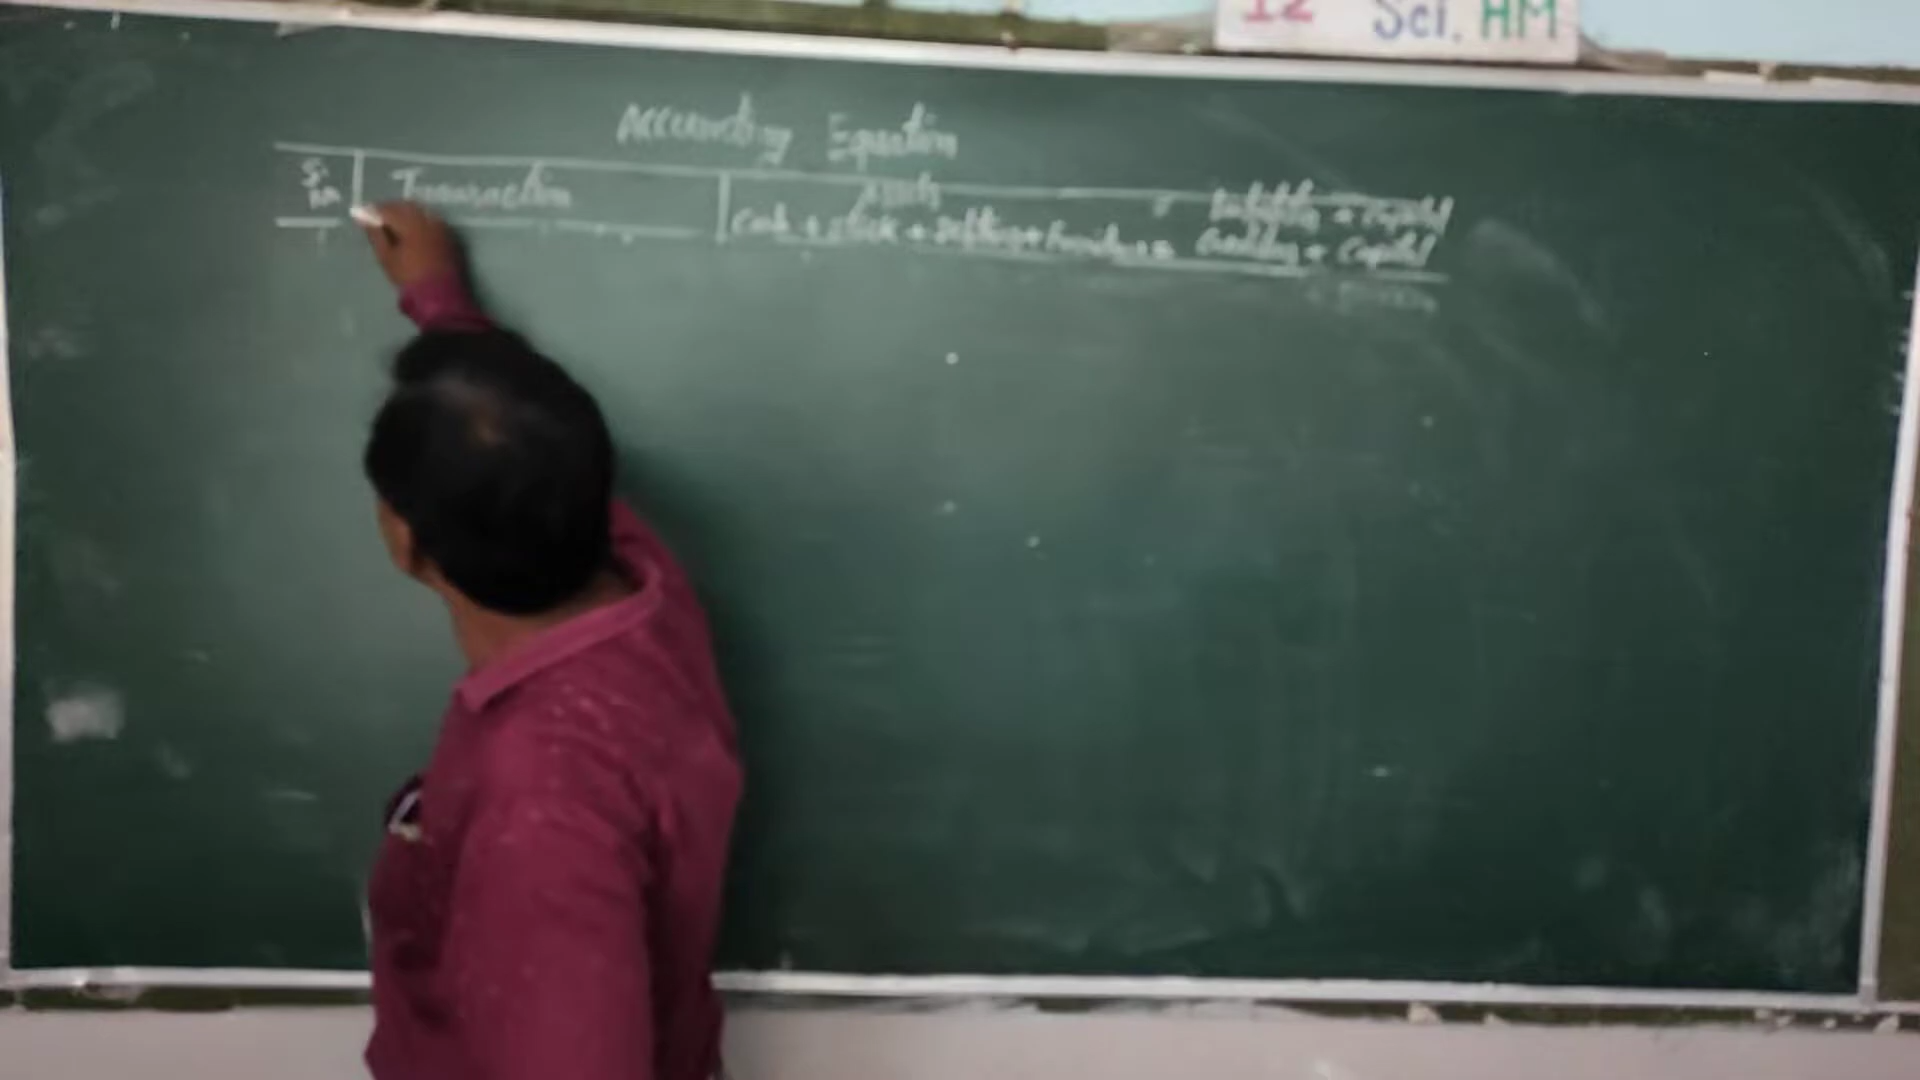 12 Sci. HM
Accounting Equation
S.
No
Transaction
Assets = Liabilities + Capital
Cash + Stock + Debtors + Furniture = Creditors + Capital